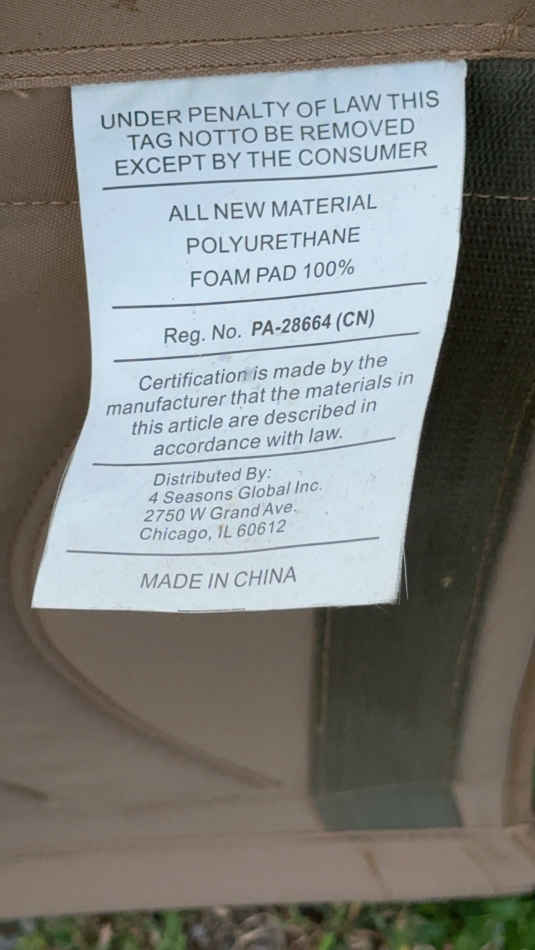 UNDER PENALTY OF LAW THIS
TAG NOTTO BE REMOVED
EXCEPT BY THE CONSUMER
ALL NEW MATERIAL
POLYURETHANE
FOAM PAD 100%
Reg. No. PA-28664 (CN)
Certification is made by the
manufacturer that the materials in
this article are described in
accordance with law.
Distributed By:
4 Seasons Global Inc.
2750 W Grand Ave.
Chicago, IL 60612
MADE IN CHINA